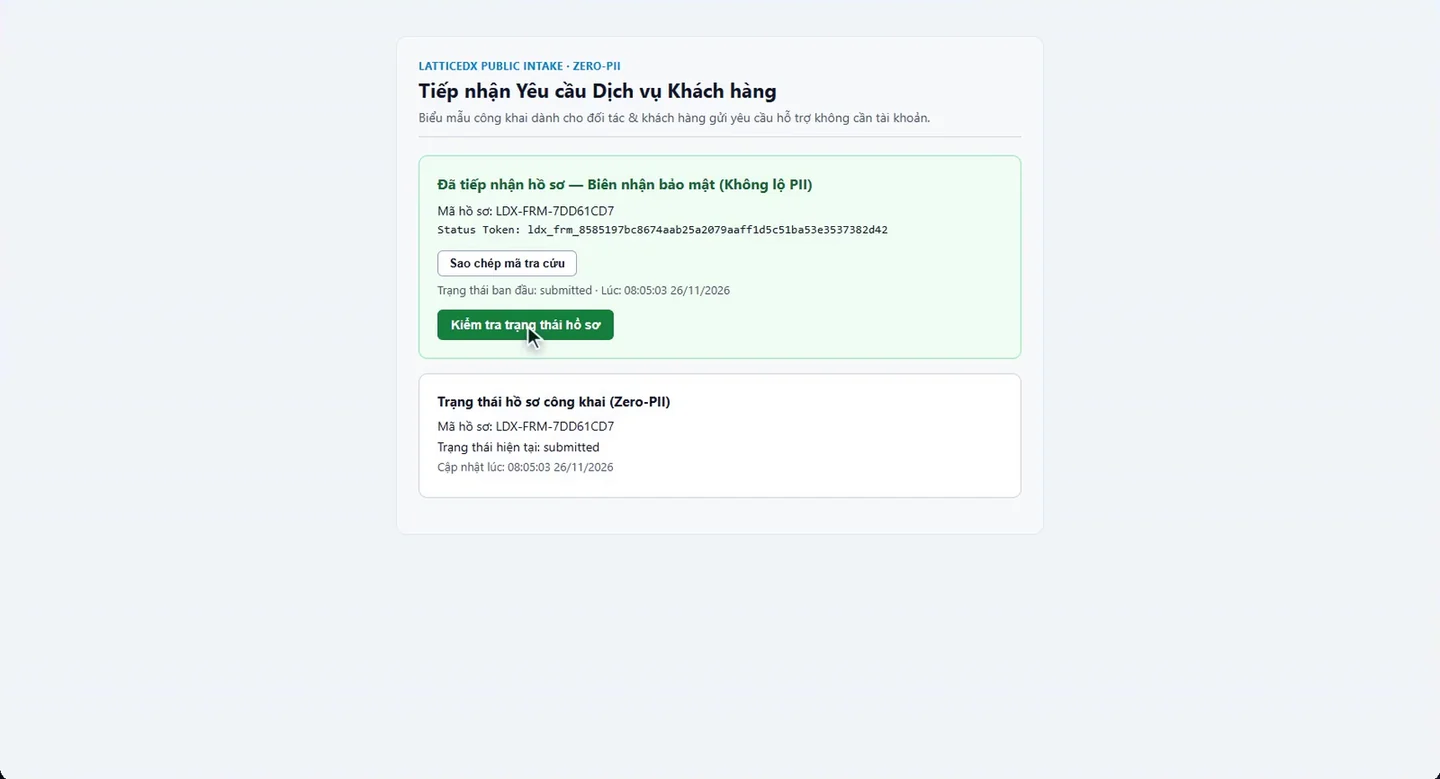 LATTICEDX PUBLIC INTAKE · ZERO-PII
Tiếp nhận Yêu cầu Dịch vụ Khách hàng
Biểu mẫu công khai dành cho đối tác & khách hàng gửi yêu cầu hỗ trợ không cần tài khoản.
Đã tiếp nhận hồ sơ — Biên nhận bảo mật (Không lộ PII)
Mã hồ sơ: LDX-FRM-7DD61CD7
Status Token: ldx_frm_8585197bc8674aab25a2079aaff1d5c51ba53e3537382d42
Sao chép mã tra cứu
Trạng thái ban đầu: submitted · Lúc: 08:05:03 26/11/2026
Kiểm tra trạng thái hồ sơ
Trạng thái hồ sơ công khai (Zero-PII)
Mã hồ sơ: LDX-FRM-7DD61CD7
Trạng thái hiện tại: submitted
Cập nhật lúc: 08:05:03 26/11/2026